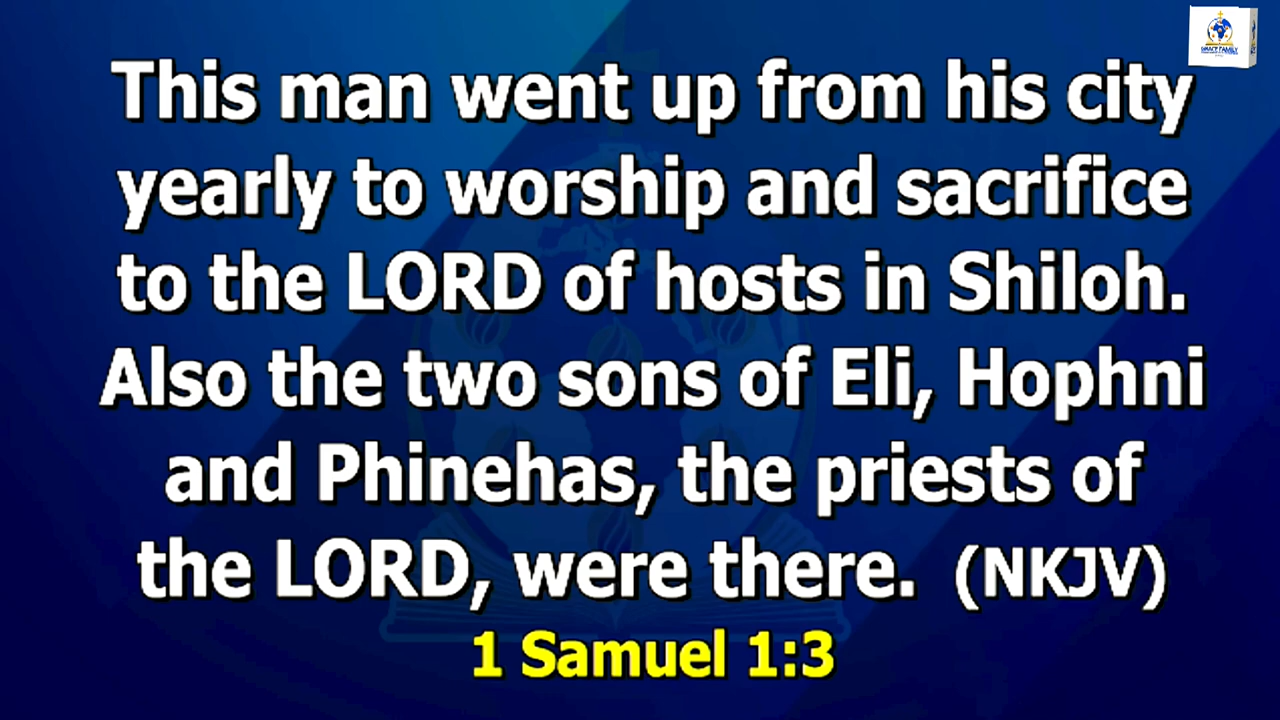 GRACE FAMILY
This man went up from his city
yearly to worship and sacrifice
to the LORD of hosts in Shiloh.
Also the two sons of Eli, Hophni
and Phinehas, the priests of
the LORD, were there. (NKJV)
1 Samuel 1:3